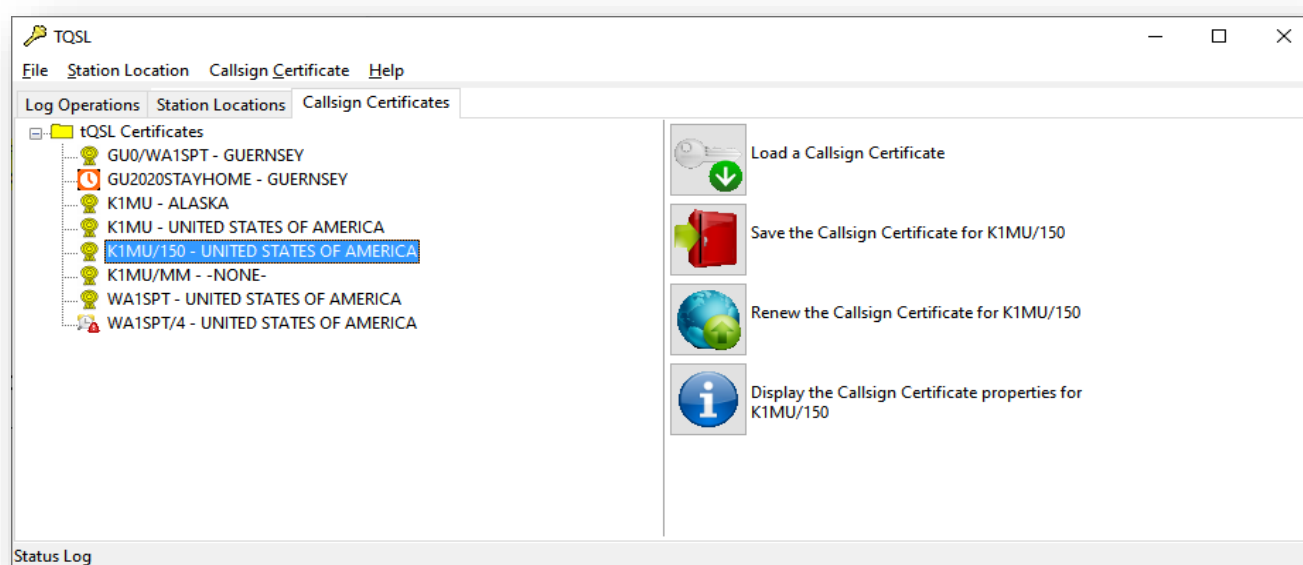 TQSL
File Station Location Callsign Certificate Help
Log Operations Station Locations Callsign Certificates
tQSL Certificates
GU0/WA1SPT - GUERNSEY
GU2020STAYHOME - GUERNSEY
K1MU - ALASKA
K1MU - UNITED STATES OF AMERICA
K1MU/150 - UNITED STATES OF AMERICA
K1MU/MM - -NONE-
WA1SPT - UNITED STATES OF AMERICA
WA1SPT/4 - UNITED STATES OF AMERICA
Load a Callsign Certificate
Save the Callsign Certificate for K1MU/150
Renew the Callsign Certificate for K1MU/150
Display the Callsign Certificate properties for
K1MU/150
Status Log